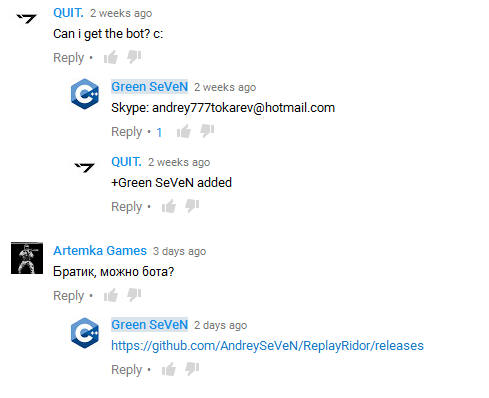 QUIT. 2 weeks ago
Can i get the bot? c:
Reply •
Green SeVeN 2 weeks ago
Skype: andrey777tokarev@hotmail.com
Reply • 1
QUIT. 2 weeks ago
+Green SeVeN added
Reply •
Artemka Games 3 days ago
Братик, можно бота?
Reply •
Green SeVeN 2 days ago
https://github.com/AndreySeVeN/ReplayRidor/releases
Reply •